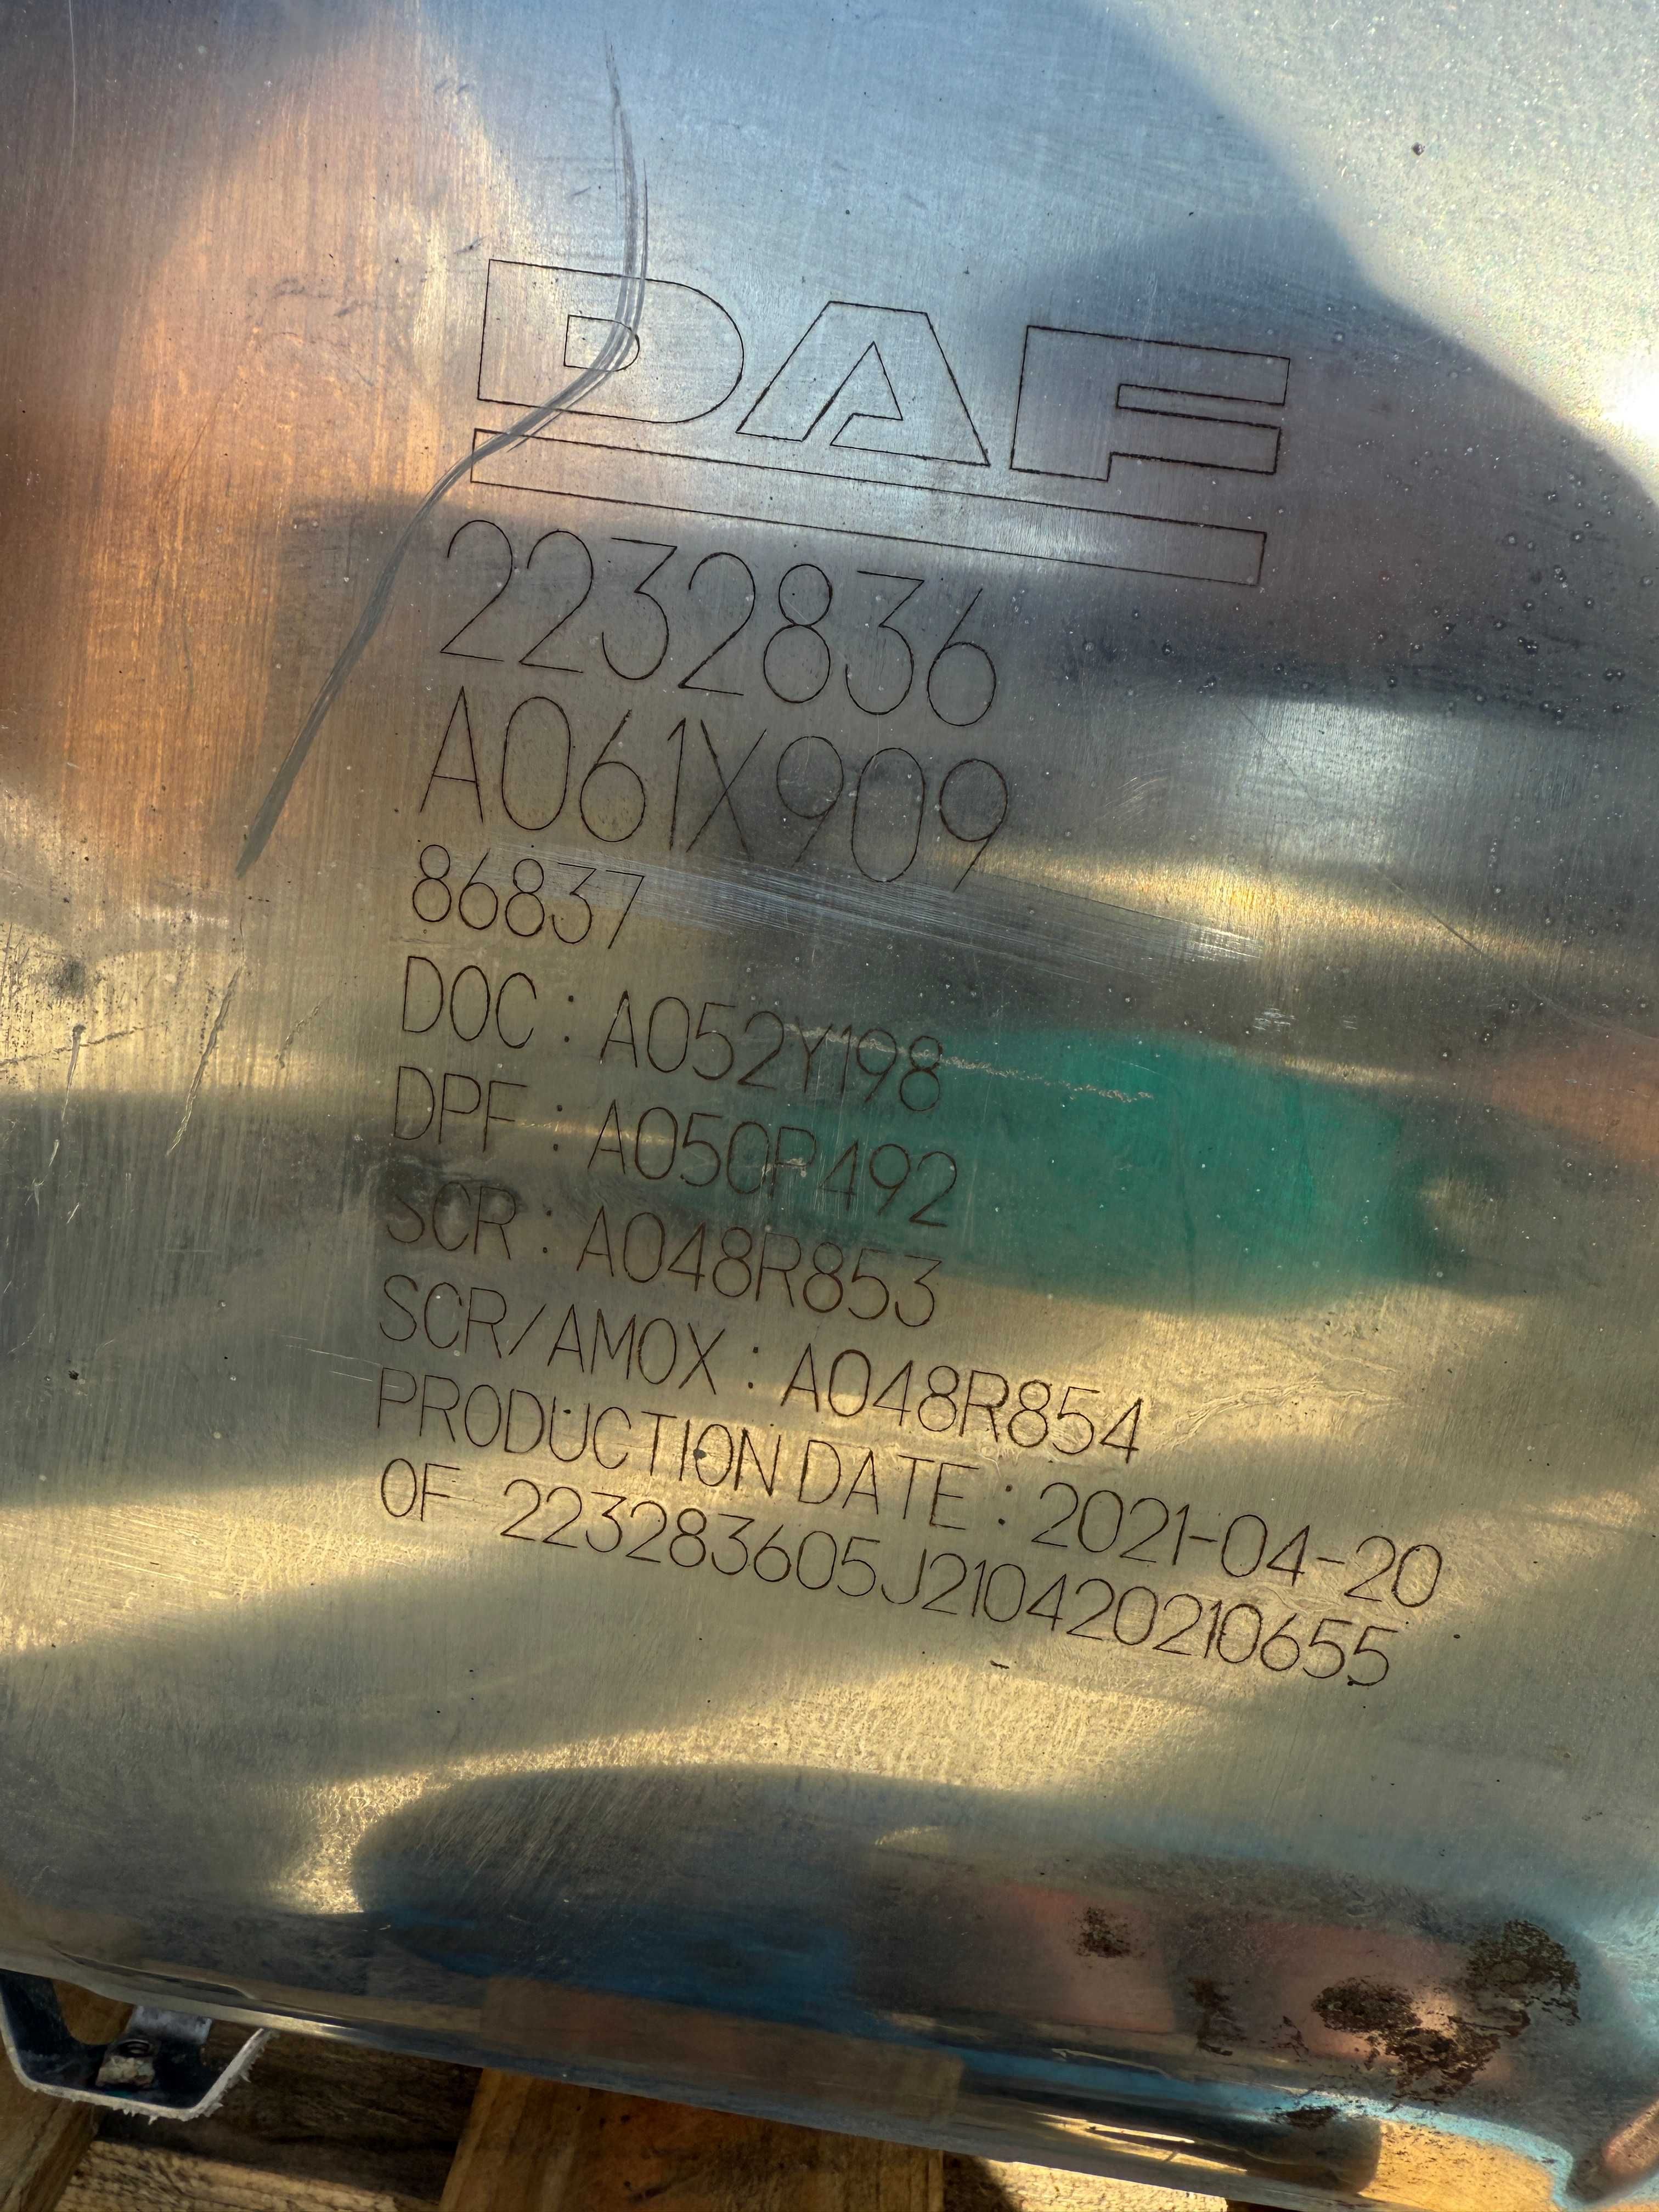 DAF
2232836
A061X909
86837
DOC : A052Y198
DPF : A050P492
SCR : A048R853
SCR/AMOX : A048R854
PRODUCTION DATE : 2021-04-20
OF 223283605J210420210655